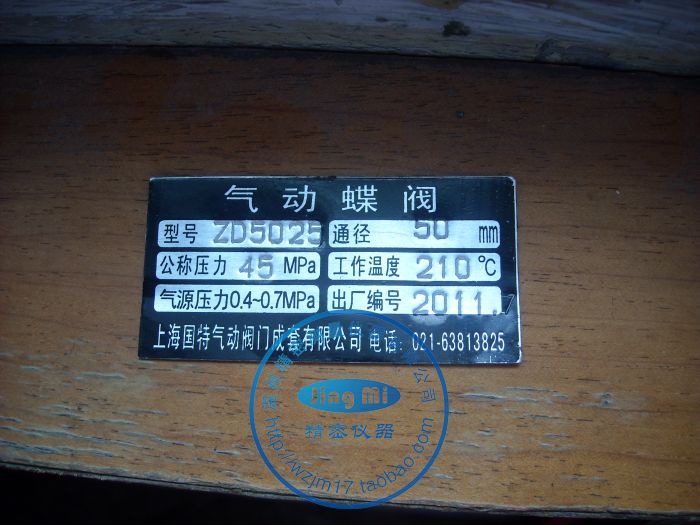 气动蝶阀
型号 ZD5025 通径 50 mm
公称压力 45 MPa 工作温度 210 ℃
气源压力0.4~0.7MPa 出厂编号 2011.7
上海国特气动阀门成套有限公司 电话: 021-63813825
Jing Mi
精密仪器
http://wzjm17.taobao.com